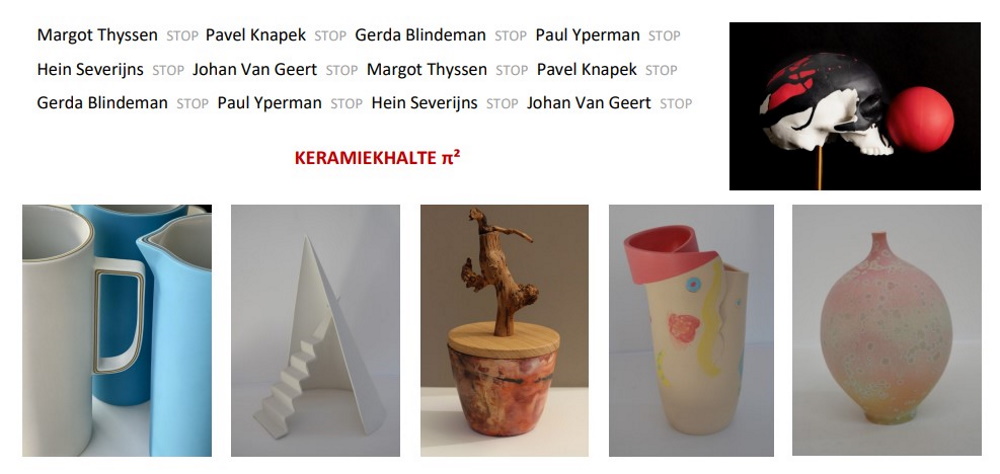 Margot Thyssen STOP Pavel Knapek STOP Gerda Blindeman STOP Paul Yperman STOP
Hein Severijns STOP Johan Van Geert STOP Margot Thyssen STOP Pavel Knapek STOP
Gerda Blindeman STOP Paul Yperman STOP Hein Severijns STOP Johan Van Geert STOP
KERAMIEKHALTE π²